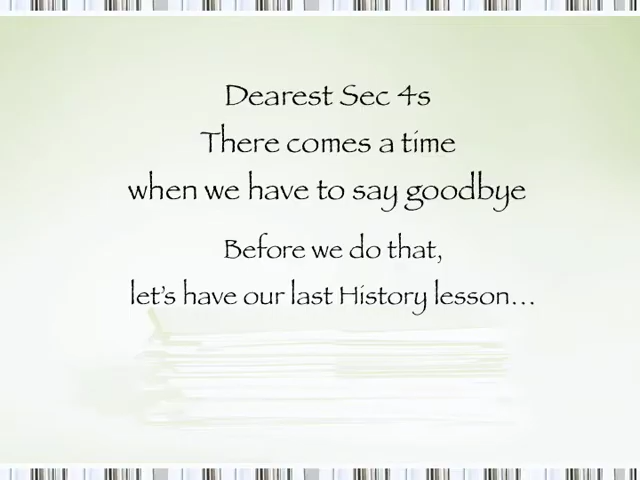 Dearest Sec 4s
There comes a time
when we have to say goodbye
Before we do that,
let's have our last History lesson...